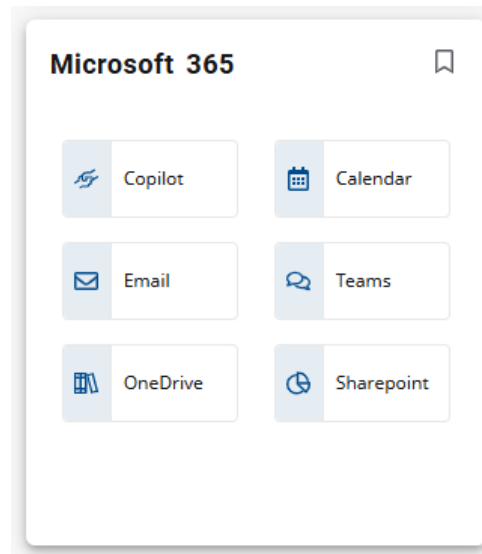 Microsoft 365
Copilot
Calendar
Email
Teams
OneDrive
Sharepoint